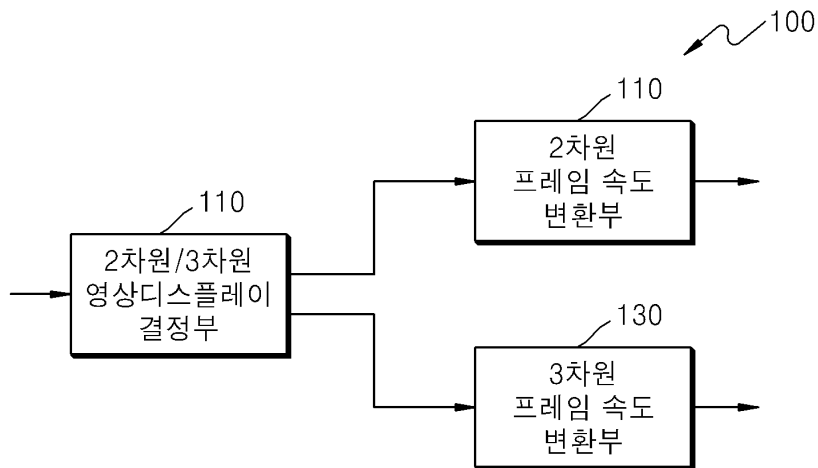 100
110
2차원
프레임 속도
변환부
110
2차원/3차원
영상디스플레이
결정부
130
3차원
프레임 속도
변환부